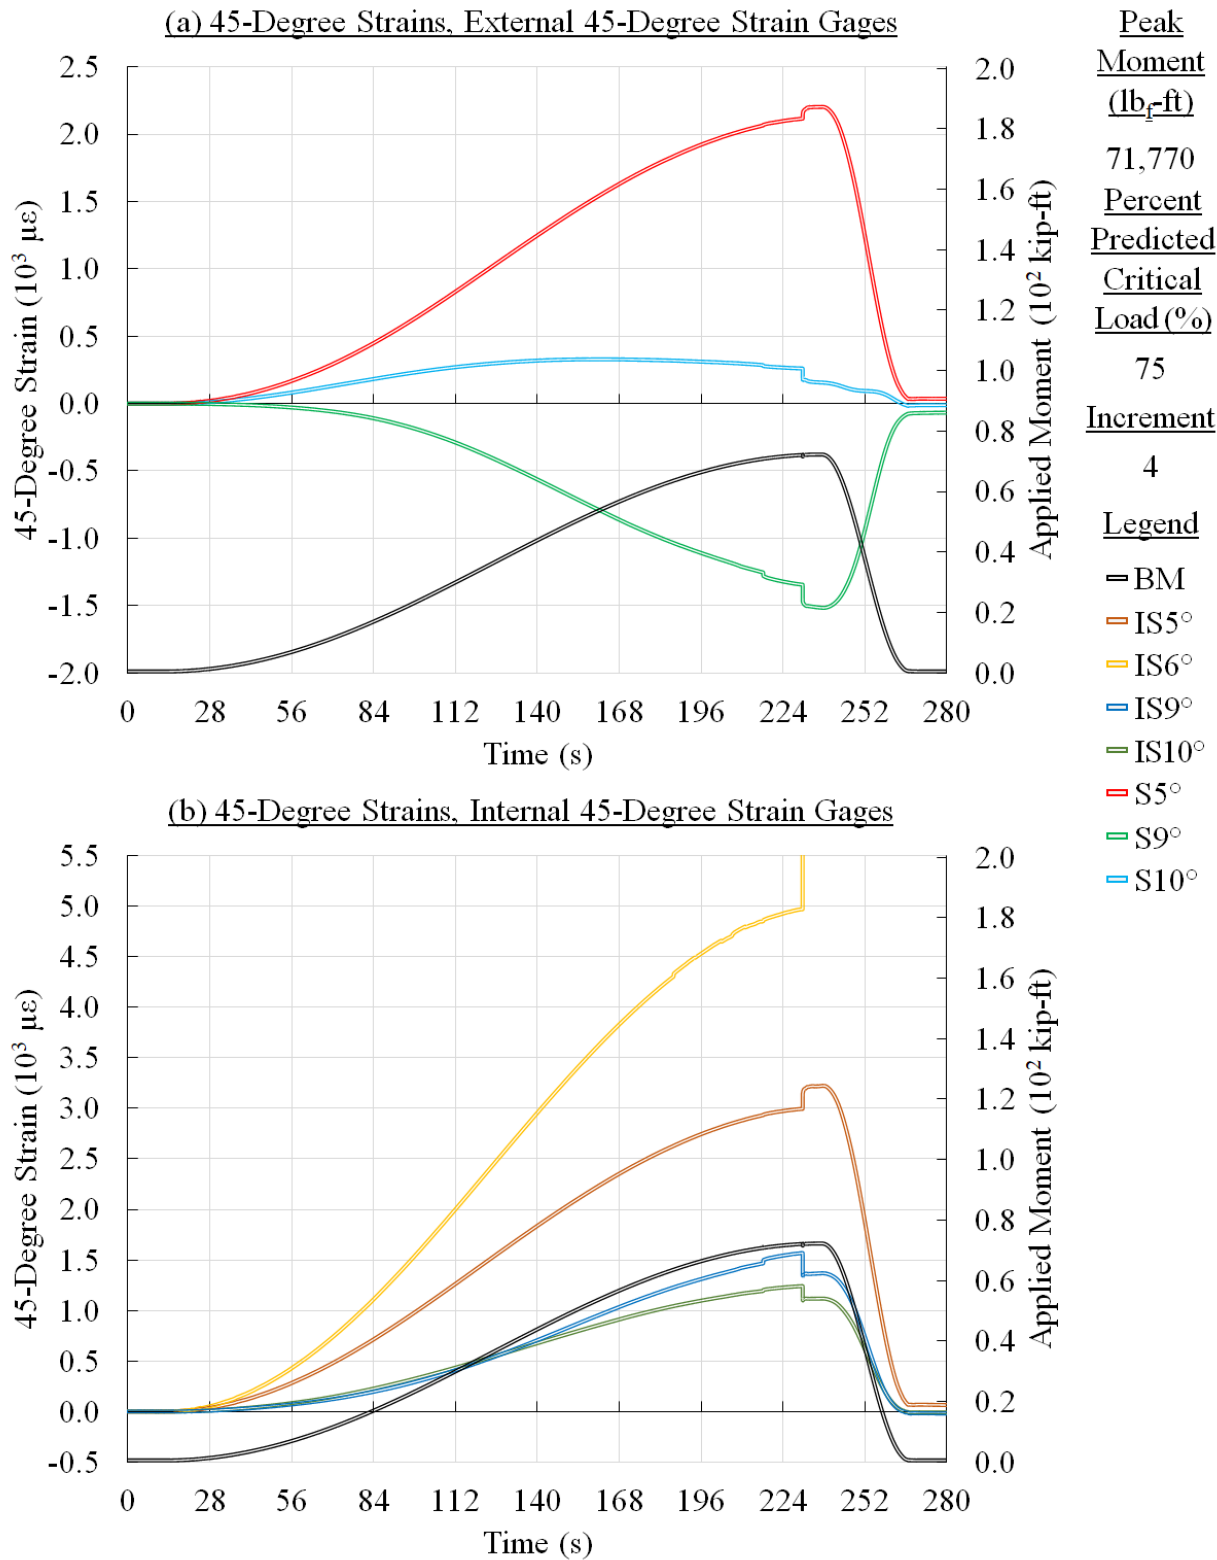 (a) 45-Degree Strains, External 45-Degree Strain Gages
2.5
2.0
1.5
1.0
0.5
0.0
-0.5
-1.0
-1.5
-2.0
45-Degree Strain (10³ µε)
2.0
1.8
1.6
1.4
1.2
1.0
0.8
0.6
0.4
0.2
0.0
Applied Moment (10² kip-ft)
0 28 56 84 112 140 168 196 224 252 280
Time (s)
(b) 45-Degree Strains, Internal 45-Degree Strain Gages
5.5
5.0
4.5
4.0
3.5
3.0
2.5
2.0
1.5
1.0
0.5
0.0
-0.5
45-Degree Strain (10³ µε)
2.0
1.8
1.6
1.4
1.2
1.0
0.8
0.6
0.4
0.2
0.0
Applied Moment (10² kip-ft)
0 28 56 84 112 140 168 196 224 252 280
Time (s)
Peak
Moment
(lb_f-ft)
71,770
Percent
Predicted
Critical
Load (%)
75
Increment
4
Legend
BM
IS5°
IS6°
IS9°
IS10°
S5°
S9°
S10°